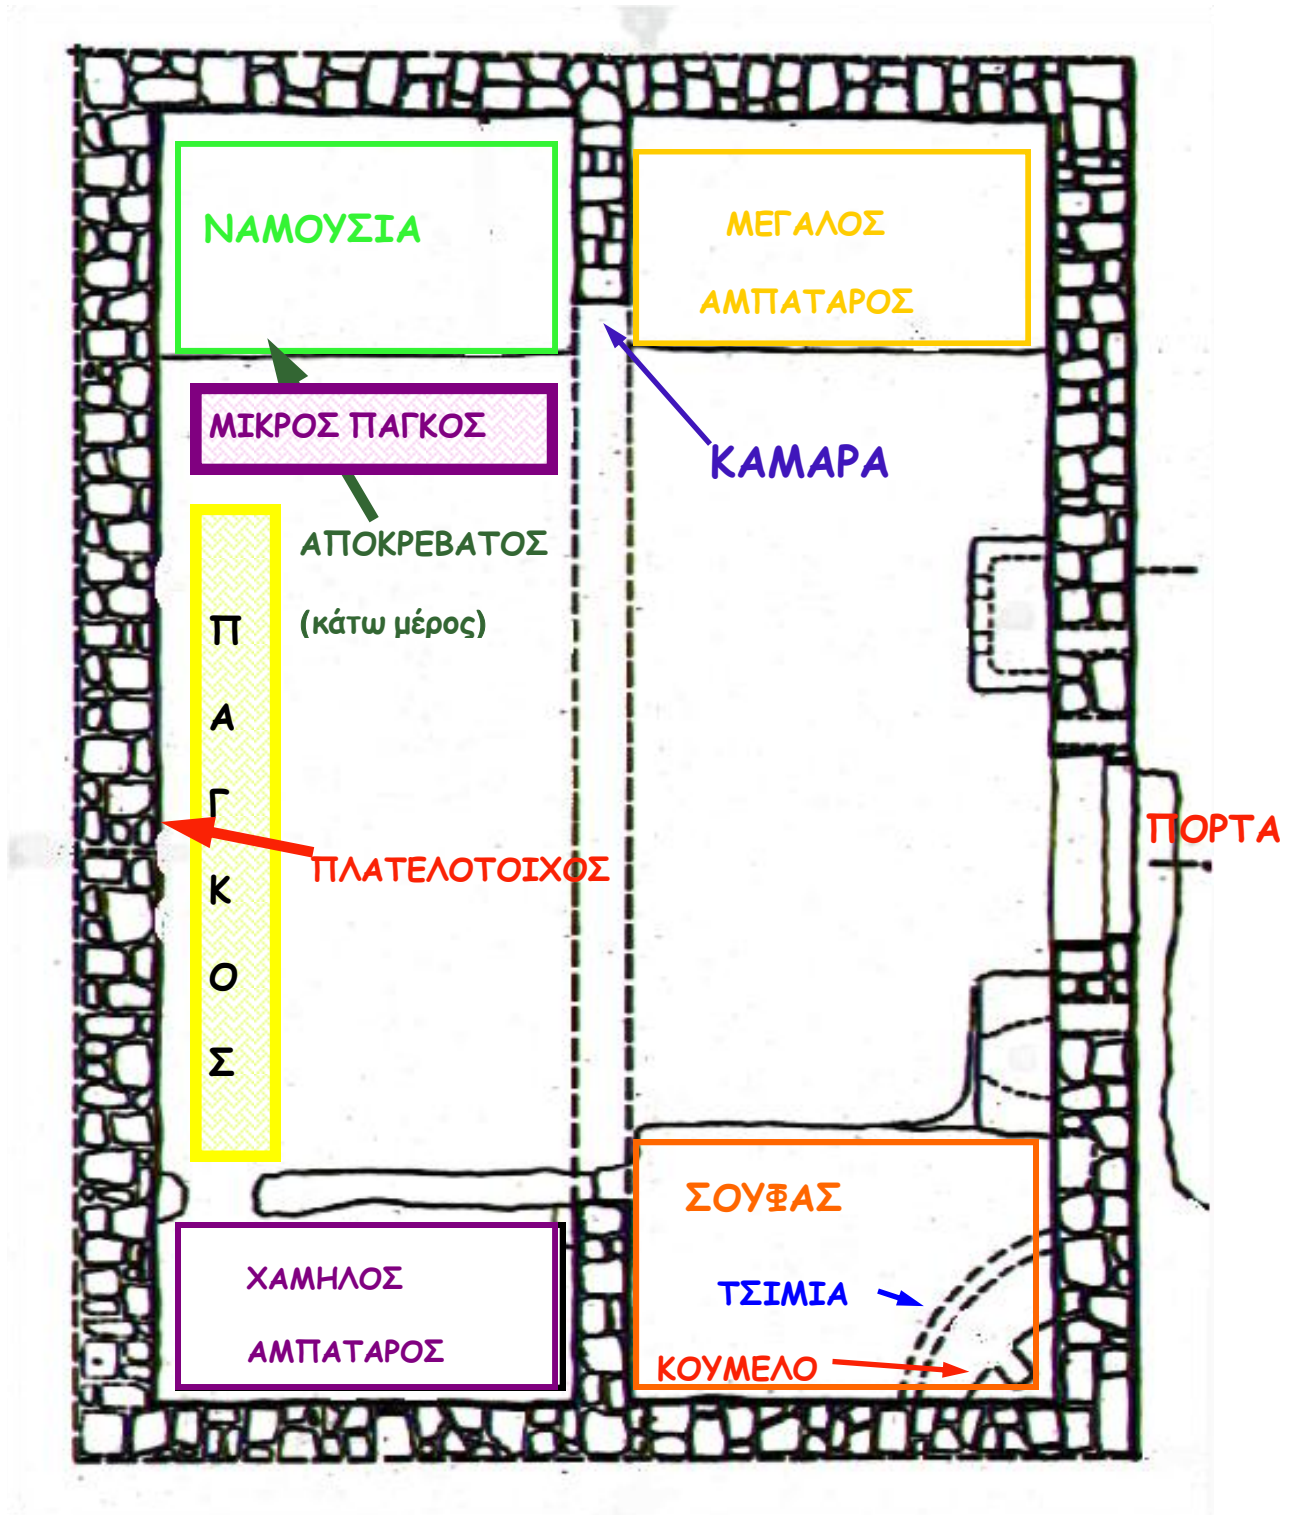 ΝΑΜΟΥΣΙΑ
ΜΕΓΑΛΟΣ
ΑΜΠΑΤΑΡΟΣ
ΜΙΚΡΟΣ ΠΑΓΚΟΣ
ΚΑΜΑΡΑ
ΑΠΟΚΡΕΒΑΤΟΣ
(κάτω μέρος)
Π
Α
Γ
Κ
Ο
Σ
ΠΟΡΤΑ
ΠΛΑΤΕΛΟΤΟΙΧΟΣ
ΣΟΥΦΑΣ
ΤΣΙΜΙΑ
ΚΟΥΜΕΛΟ
ΧΑΜΗΛΟΣ
ΑΜΠΑΤΑΡΟΣ